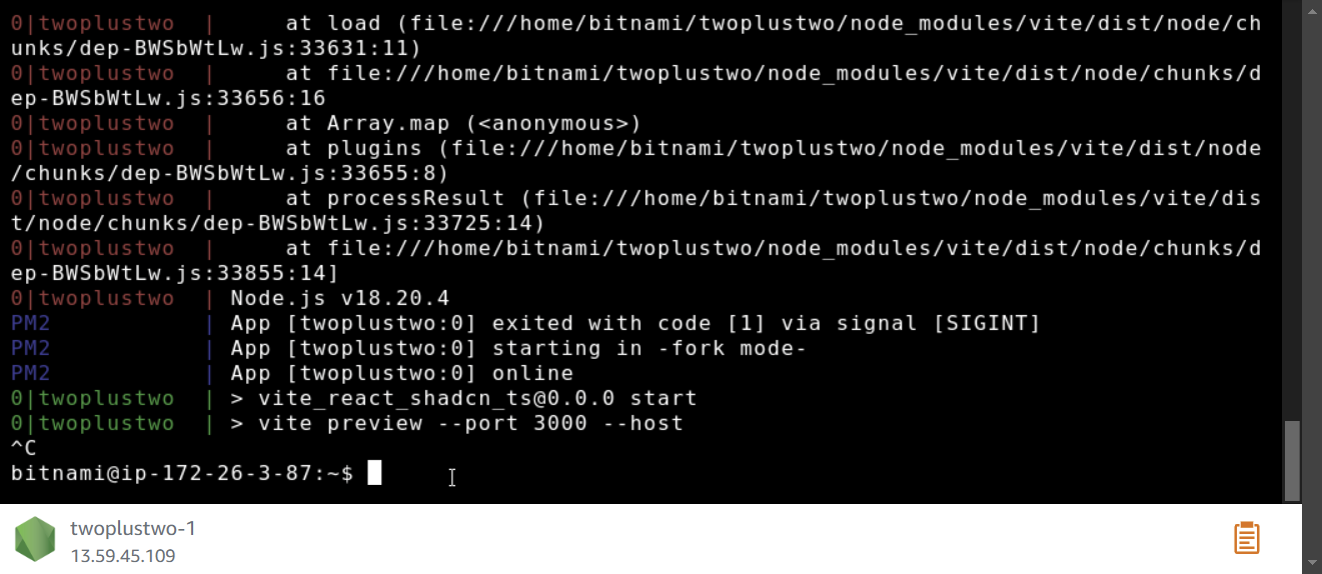 0|twoplustwo  |     at load (file:///home/bitnami/twoplustwo/node_modules/vite/dist/node/ch
unks/dep-BWSbWtLw.js:33631:11)
0|twoplustwo  |     at file:///home/bitnami/twoplustwo/node_modules/vite/dist/node/chunks/d
ep-BWSbWtLw.js:33656:16
0|twoplustwo  |     at Array.map (<anonymous>)
0|twoplustwo  |     at plugins (file:///home/bitnami/twoplustwo/node_modules/vite/dist/node
/chunks/dep-BWSbWtLw.js:33655:8)
0|twoplustwo  |     at processResult (file:///home/bitnami/twoplustwo/node_modules/vite/dis
t/node/chunks/dep-BWSbWtLw.js:33725:14)
0|twoplustwo  |     at file:///home/bitnami/twoplustwo/node_modules/vite/dist/node/chunks/d
ep-BWSbWtLw.js:33855:14]
0|twoplustwo  | Node.js v18.20.4
PM2           | App [twoplustwo:0] exited with code [1] via signal [SIGINT]
PM2           | App [twoplustwo:0] starting in -fork mode-
PM2           | App [twoplustwo:0] online
0|twoplustwo  | > vite_react_shadcn_ts@0.0.0 start
0|twoplustwo  | > vite preview --port 3000 --host
^C
bitnami@ip-172-26-3-87:~$
twoplustwo-1
13.59.45.109